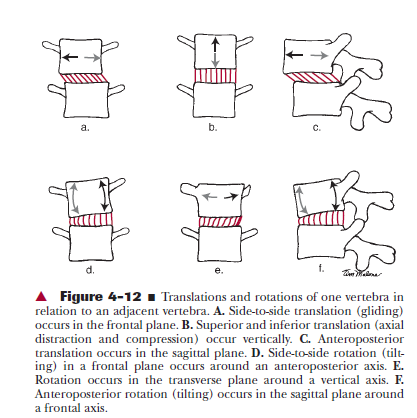 a.
b.
c.
d.
e.
f.
Tim Malone
▲ Figure 4-12 ■ Translations and rotations of one vertebra in
relation to an adjacent vertebra. A. Side-to-side translation (gliding)
occurs in the frontal plane. B. Superior and inferior translation (axial
distraction and compression) occur vertically. C. Anteroposterior
translation occurs in the sagittal plane. D. Side-to-side rotation (tilt-
ing) in a frontal plane occurs around an anteroposterior axis. E.
Rotation occurs in the transverse plane around a vertical axis. F.
Anteroposterior rotation (tilting) occurs in the sagittal plane around
a frontal axis.